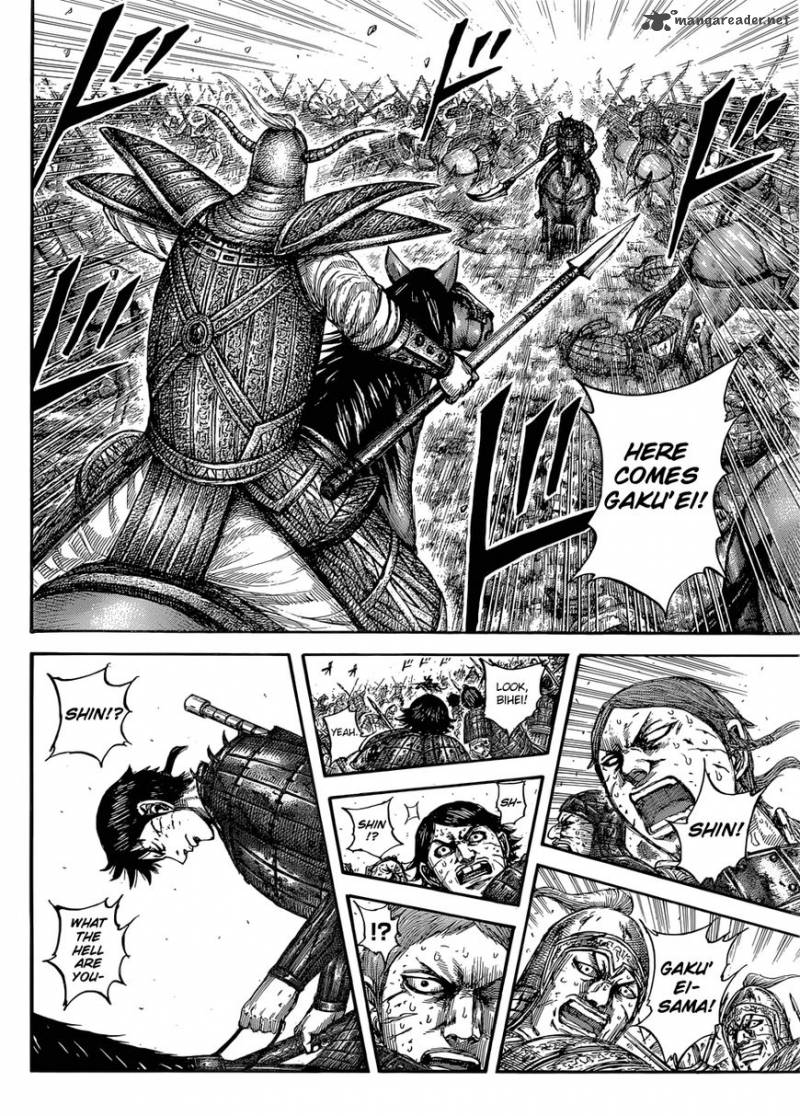 mangareader.net
ドドドドド
HERE
COMES
GAKU'EI!
SHIN!
GAKU'
EI-
SAMA!
LOOK,
BIHEI!
YEAH.
SH-
SHIN
!?
!?
SHIN!?
WHAT
THE
HELL
ARE
YOU-